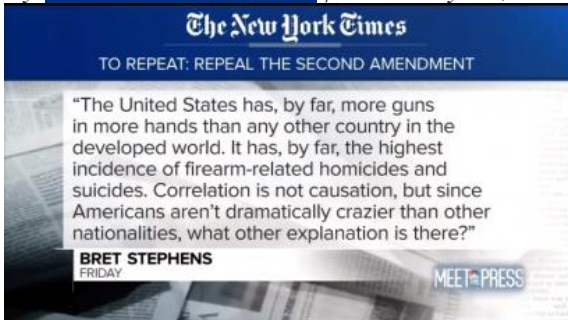 The New York Times
TO REPEAT: REPEAL THE SECOND AMENDMENT
“The United States has, by far, more guns
in more hands than any other country in the
developed world. It has, by far, the highest
incidence of firearm-related homicides and
suicides. Correlation is not causation, but since
Americans aren’t dramatically crazier than other
nationalities, what other explanation is there?”
BRET STEPHENS
FRIDAY
MEET THE PRESS